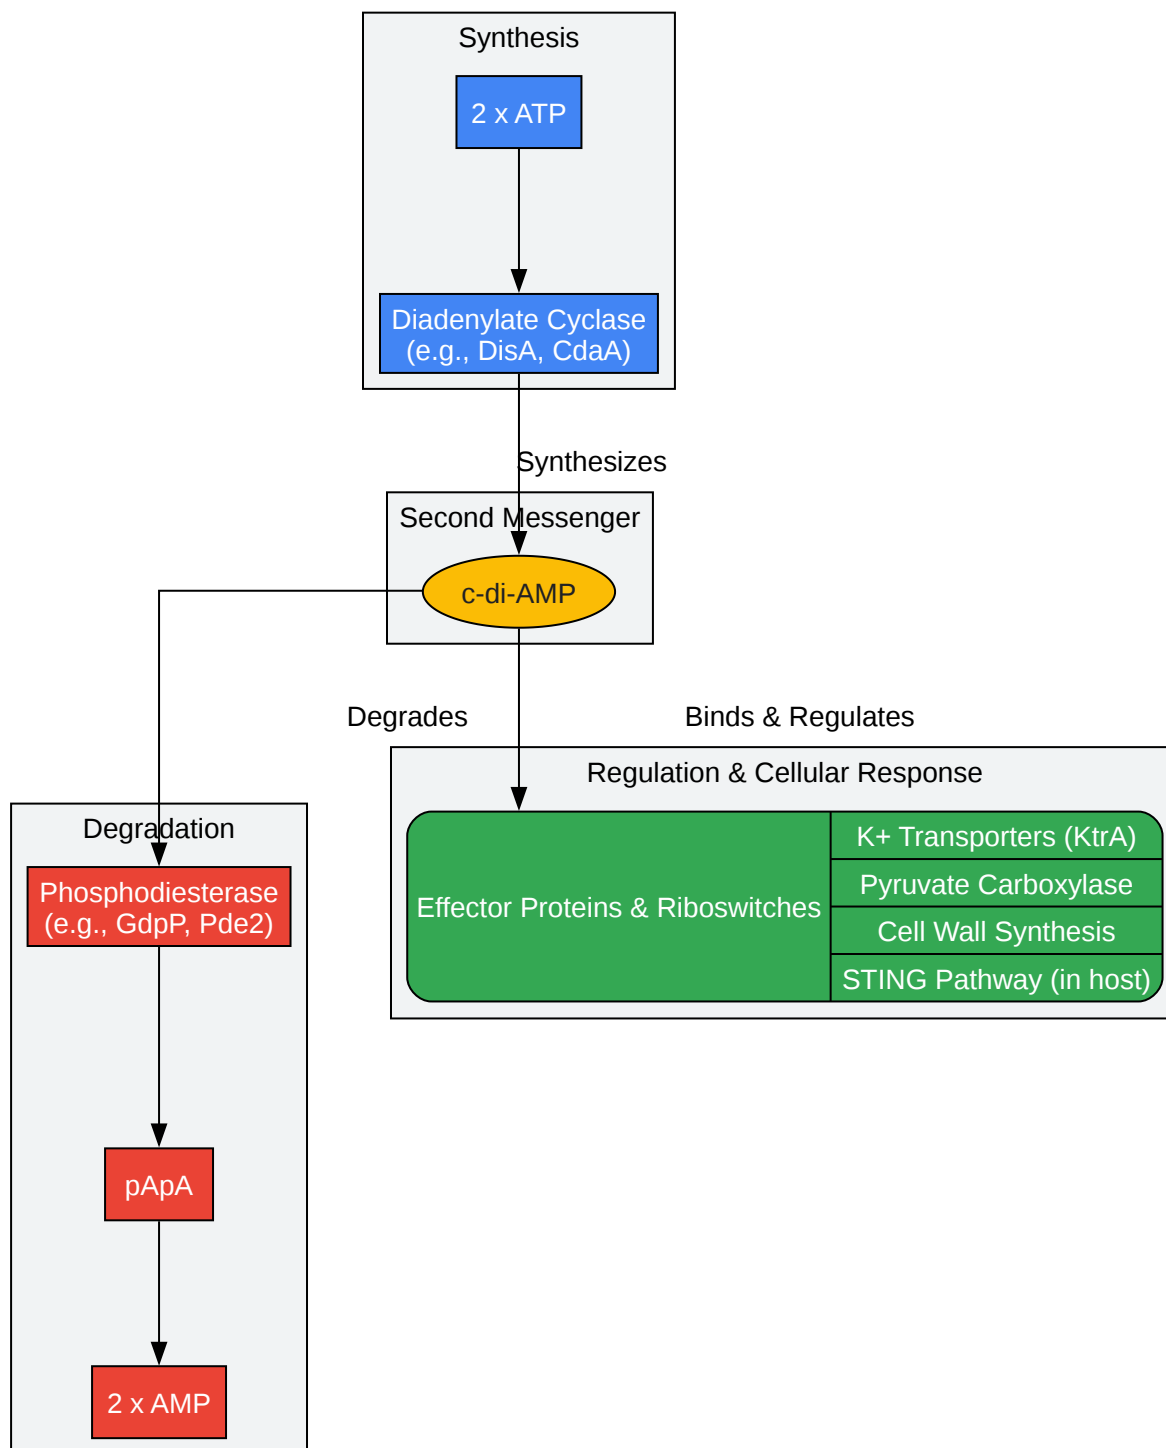 Synthesis
2 x ATP
Diadenylate Cyclase
(e.g., DisA, CdaA)
Synthesizes
Second Messenger
c-di-AMP
Degrades
Binds & Regulates
Regulation & Cellular Response
Effector Proteins & Riboswitches
K+ Transporters (KtrA)
Pyruvate Carboxylase
Cell Wall Synthesis
STING Pathway (in host)
Degradation
Phosphodiesterase
(e.g., GdpP, Pde2)
pApA
2 x AMP